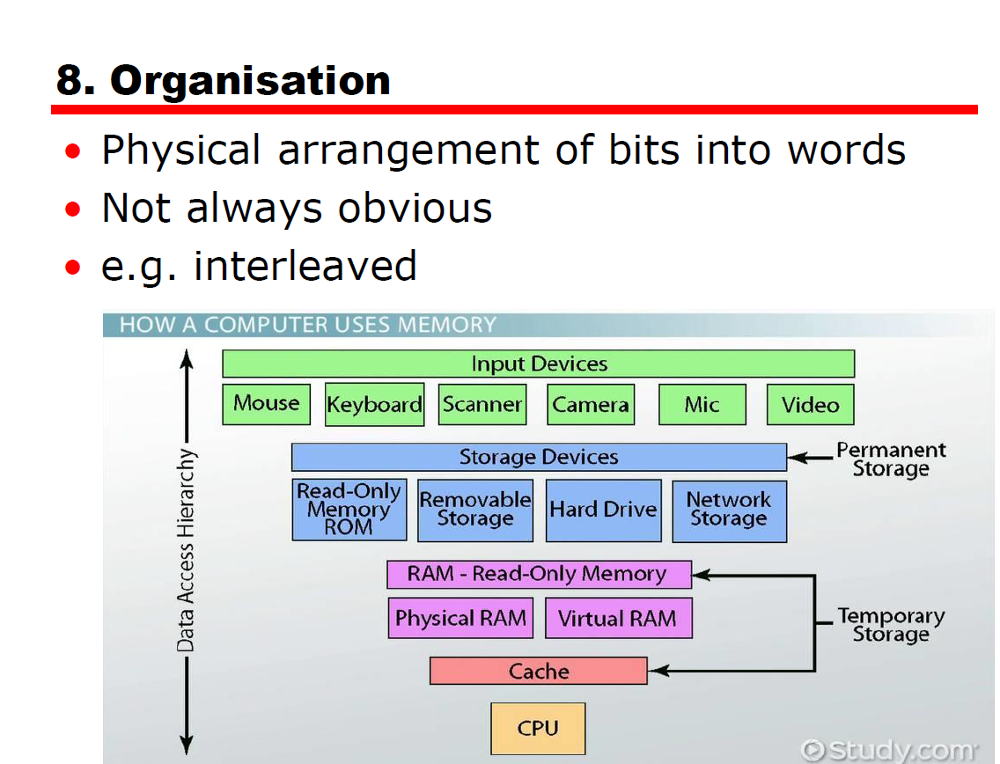 8. Organisation
• Physical arrangement of bits into words
• Not always obvious
• e.g. interleaved
HOW A COMPUTER USES MEMORY
Data Access Hierarchy
Input Devices
Mouse
Keyboard
Scanner
Camera
Mic
Video
Storage Devices
Permanent
Storage
Read-Only
Memory
ROM
Removable
Storage
Hard Drive
Network
Storage
RAM - Read-Only Memory
Physical RAM
Virtual RAM
Temporary
Storage
Cache
CPU
Study.com